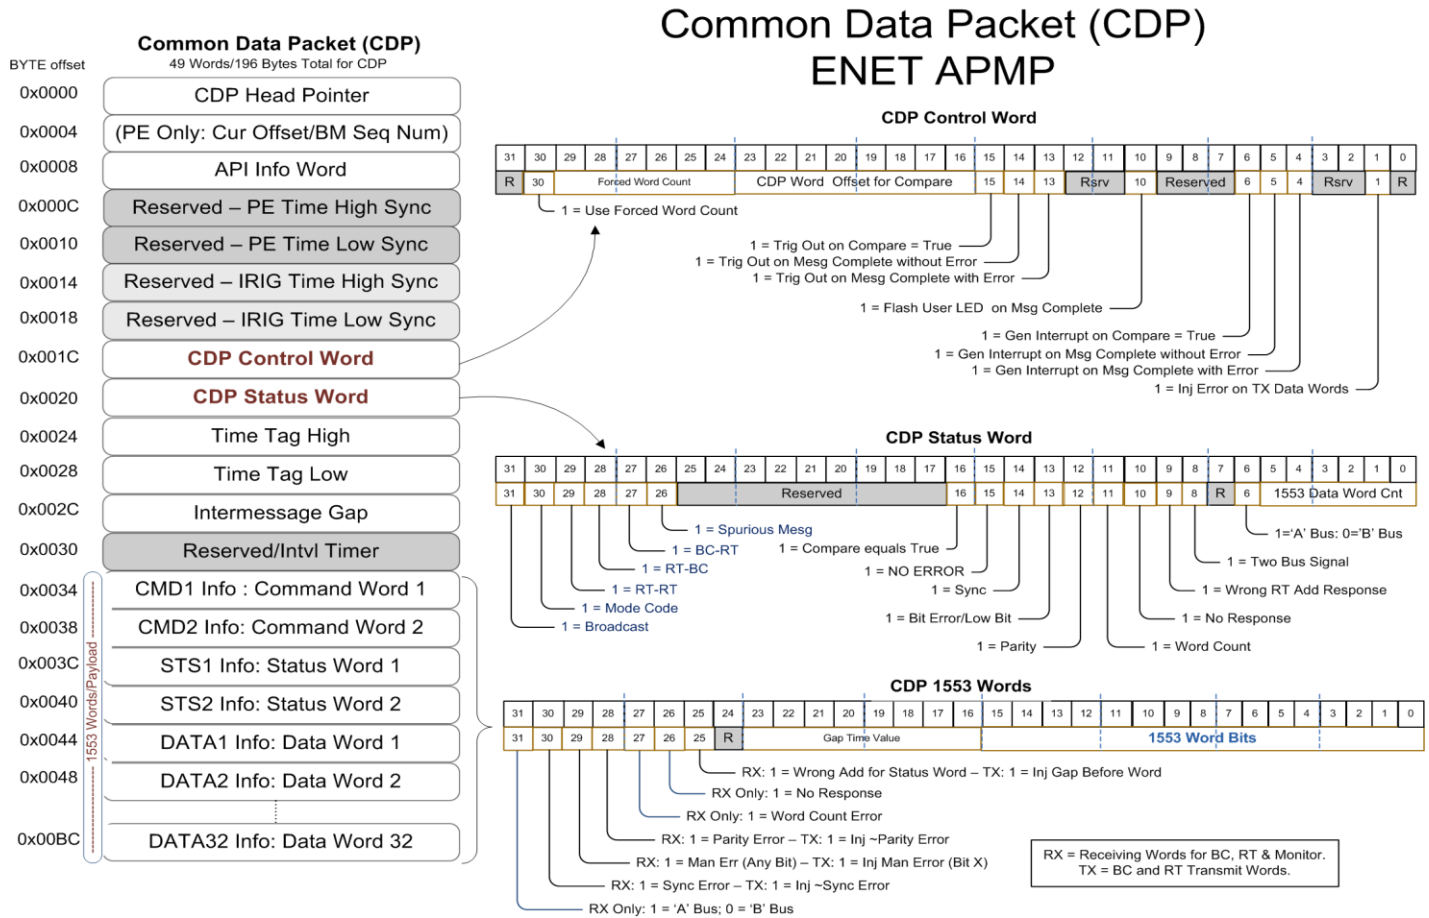 Common Data Packet (CDP)
ENET APMP
Common Data Packet (CDP)
49 Words/196 Bytes Total for CDP
BYTE offset
0x0000 CDP Head Pointer
0x0004 (PE Only: Cur Offset/BM Seq Num)
0x0008 API Info Word
0x000C Reserved – PE Time High Sync
0x0010 Reserved – PE Time Low Sync
0x0014 Reserved – IRIG Time High Sync
0x0018 Reserved – IRIG Time Low Sync
0x001C CDP Control Word
0x0020 CDP Status Word
0x0024 Time Tag High
0x0028 Time Tag Low
0x002C Intermessage Gap
0x0030 Reserved/Intvl Timer
0x0034 CMD1 Info : Command Word 1
0x0038 CMD2 Info: Command Word 2
0x003C STS1 Info: Status Word 1
0x0040 STS2 Info: Status Word 2
0x0044 DATA1 Info: Data Word 1
0x0048 DATA2 Info: Data Word 2
0x00BC DATA32 Info: Data Word 32
1553 Words/Payload
CDP Control Word
31 30 29 28 27 26 25 24 23 22 21 20 19 18 17 16 15 14 13 12 11 10 9 8 7 6 5 4 3 2 1 0
R 30 Forced Word Count CDP Word Offset for Compare 15 14 13 Rsrv 10 Reserved 6 5 4 Rsrv 1 R
1 = Use Forced Word Count
1 = Trig Out on Compare = True
1 = Trig Out on Mesg Complete without Error
1 = Trig Out on Mesg Complete with Error
1 = Flash User LED on Msg Complete
1 = Gen Interrupt on Compare = True
1 = Gen Interrupt on Msg Complete without Error
1 = Gen Interrupt on Msg Complete with Error
1 = Inj Error on TX Data Words
CDP Status Word
31 30 29 28 27 26 25 24 23 22 21 20 19 18 17 16 15 14 13 12 11 10 9 8 7 6 5 4 3 2 1 0
31 30 29 28 27 26 Reserved 16 15 14 13 12 11 10 9 8 R 6 1553 Data Word Cnt
1 = Spurious Mesg
1 = BC-RT
1 = RT-BC
1 = RT-RT
1 = Mode Code
1 = Broadcast
1 = Compare equals True
1 = NO ERROR
1 = Sync
1 = Bit Error/Low Bit
1 = Parity
1='A' Bus: 0='B' Bus
1 = Two Bus Signal
1 = Wrong RT Add Response
1 = No Response
1 = Word Count
CDP 1553 Words
31 30 29 28 27 26 25 24 23 22 21 20 19 18 17 16 15 14 13 12 11 10 9 8 7 6 5 4 3 2 1 0
31 30 29 28 27 26 25 R Gap Time Value 1553 Word Bits
RX: 1 = Wrong Add for Status Word – TX: 1 = Inj Gap Before Word
RX Only: 1 = No Response
RX Only: 1 = Word Count Error
RX: 1 = Parity Error – TX: 1 = Inj ~Parity Error
RX: 1 = Man Err (Any Bit) – TX: 1 = Inj Man Error (Bit X)
RX: 1 = Sync Error – TX: 1 = Inj ~Sync Error
RX Only: 1 = 'A' Bus; 0 = 'B' Bus
RX = Receiving Words for BC, RT & Monitor.
TX = BC and RT Transmit Words.